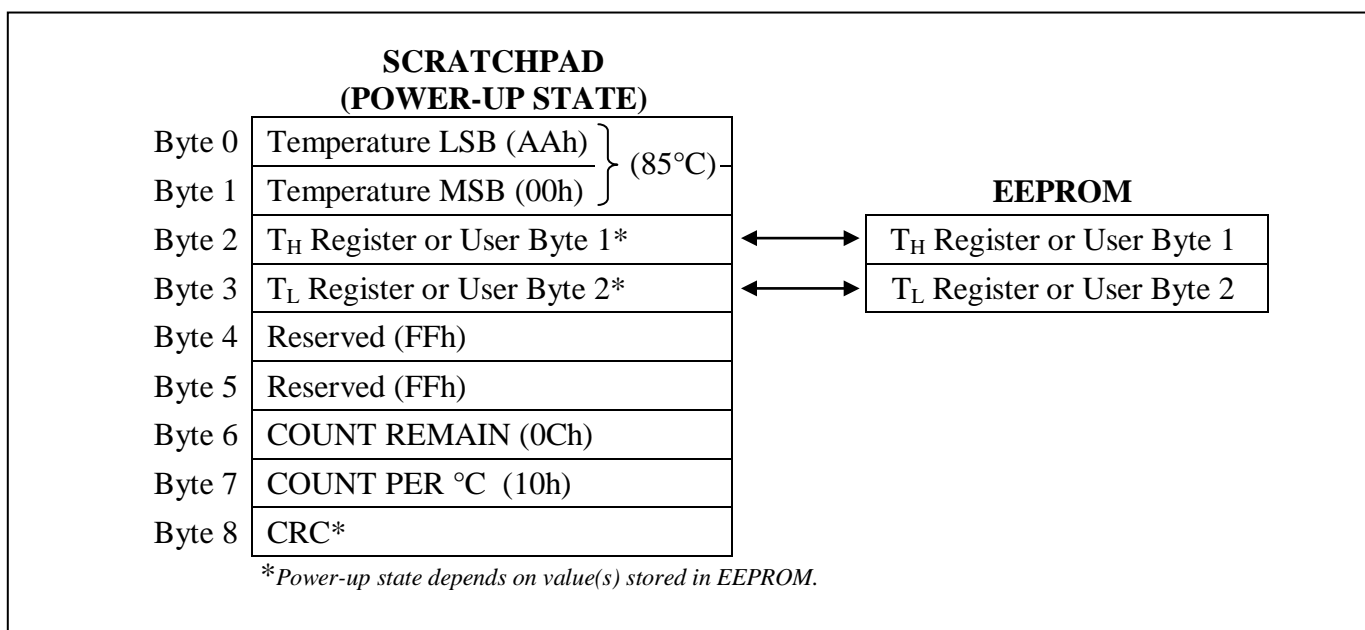 SCRATCHPAD
(POWER-UP STATE)
Byte 0 Temperature LSB (AAh)
(85°C)
Byte 1 Temperature MSB (00h)
EEPROM
Byte 2 TH Register or User Byte 1* TH Register or User Byte 1
Byte 3 TL Register or User Byte 2* TL Register or User Byte 2
Byte 4 Reserved (FFh)
Byte 5 Reserved (FFh)
Byte 6 COUNT REMAIN (0Ch)
Byte 7 COUNT PER °C (10h)
Byte 8 CRC*
*Power-up state depends on value(s) stored in EEPROM.